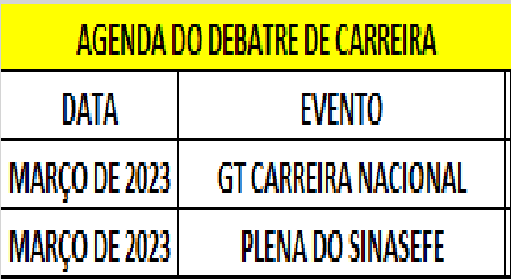 AGENDA DO DEBATRE DE CARREIRA
DATA EVENTO
MARÇO DE 2023 GT CARREIRA NACIONAL
MARÇO DE 2023 PLENA DO SINASEFE